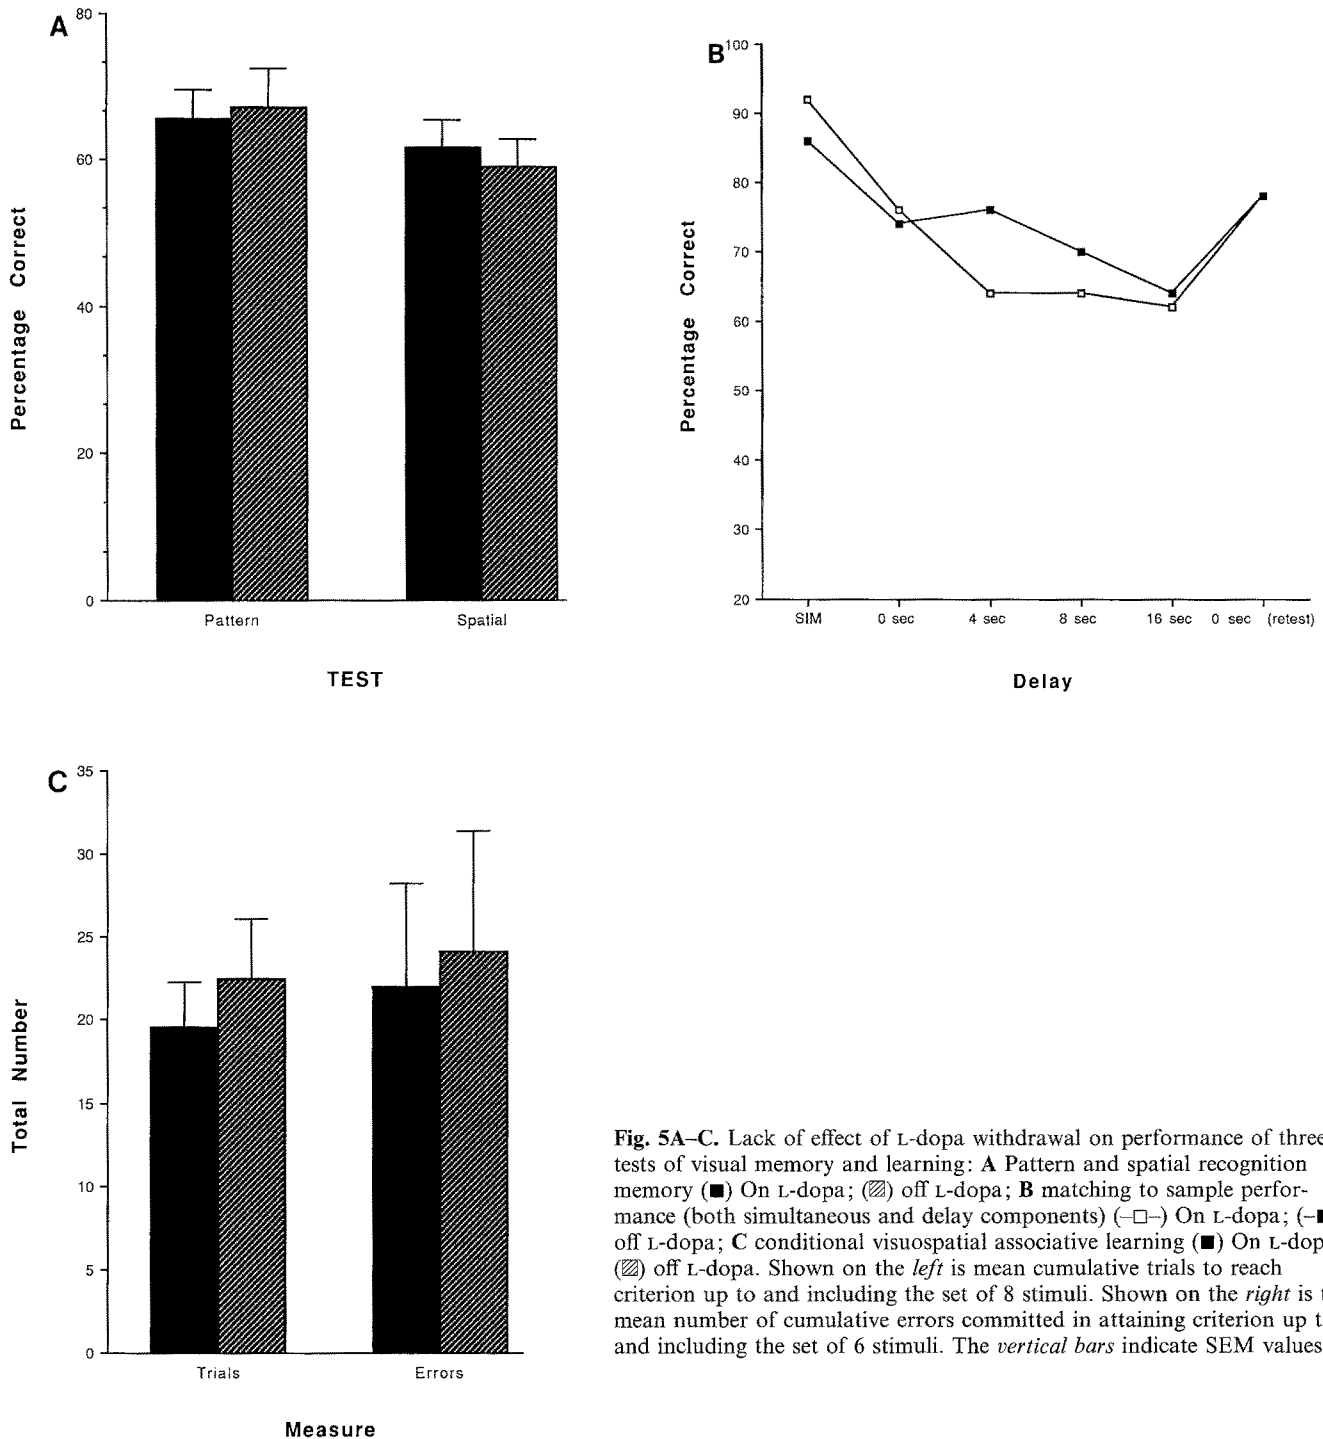 A
80
60
40
20
0
Percentage Correct
Pattern Spatial
TEST
B
100
90
80
70
60
50
40
30
20
Percentage Correct
SIM 0 sec 4 sec 8 sec 16 sec 0 sec (retest)
Delay
C
35
30
25
20
15
10
5
0
Total Number
Trials Errors
Measure
Fig. 5A–C. Lack of effect of L-dopa withdrawal on performance of three
tests of visual memory and learning: A Pattern and spatial recognition
memory (■) On L-dopa; (▨) off L-dopa; B matching to sample perfor-
mance (both simultaneous and delay components) (–□–) On L-dopa; (–■
off L-dopa; C conditional visuospatial associative learning (■) On L-dop
(▨) off L-dopa. Shown on the left is mean cumulative trials to reach
criterion up to and including the set of 8 stimuli. Shown on the right is t
mean number of cumulative errors committed in attaining criterion up t
and including the set of 6 stimuli. The vertical bars indicate SEM values